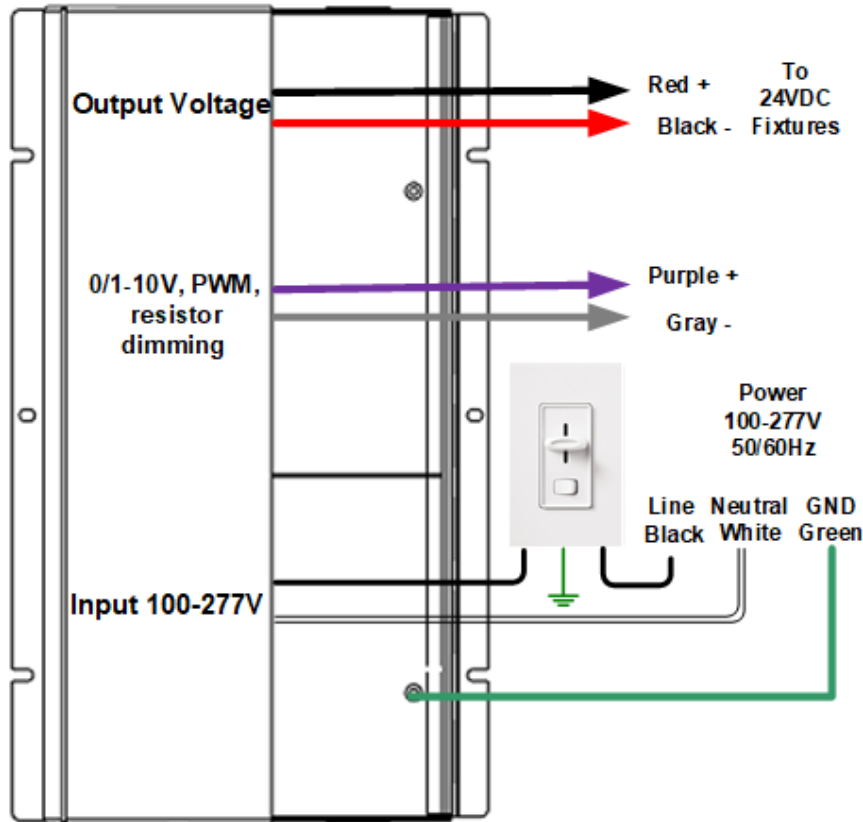 Output Voltage
Red +
Black -
To
24VDC
Fixtures
0/1-10V, PWM,
resistor
dimming
Purple +
Gray -
Power
100-277V
50/60Hz
Line Neutral GND
Black White Green
Input 100-277V